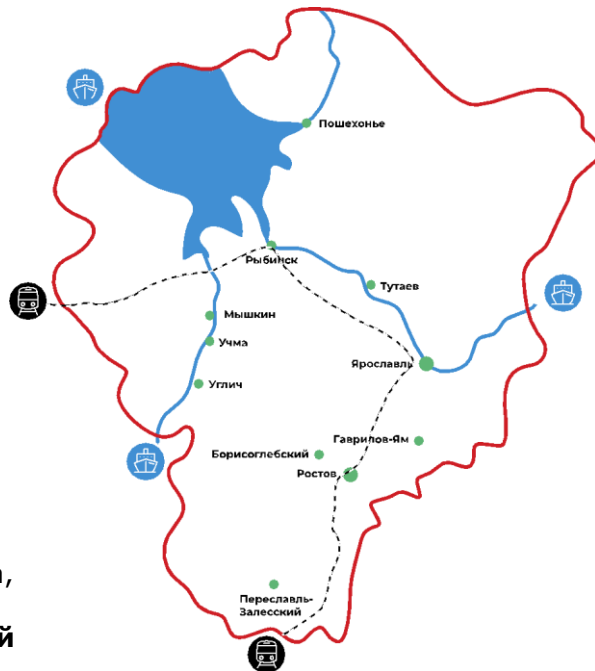 Пошехонье
Рыбинск
Тутаев
Мышкин
Учма
Ярославль
Углич
Гаврилов-Ям
Борисоглебский
Ростов
Переславль-
Залесский